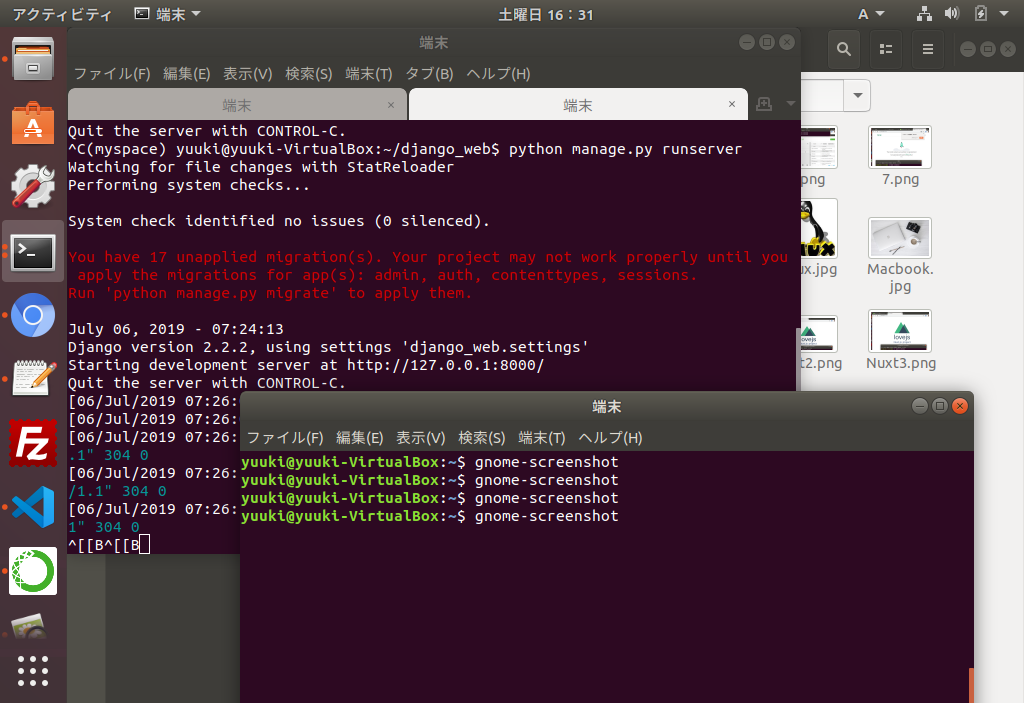 アクティビティ 端末 土曜日 16：31 A
端末
ファイル(F) 編集(E) 表示(V) 検索(S) 端末(T) タブ(B) ヘルプ(H)
端末 × 端末 ×
Quit the server with CONTROL-C.
^C(myspace) yuuki@yuuki-VirtualBox:~/django_web$ python manage.py runserver
Watching for file changes with StatReloader
Performing system checks...
System check identified no issues (0 silenced).
You have 17 unapplied migration(s). Your project may not work properly until you
apply the migrations for app(s): admin, auth, contenttypes, sessions.
Run 'python manage.py migrate' to apply them.
July 06, 2019 - 07:24:13
Django version 2.2.2, using settings 'django_web.settings'
Starting development server at http://127.0.0.1:8000/
Quit the server with CONTROL-C.
[06/Jul/2019 07:26:
[06/Jul/2019 07:26:
[06/Jul/2019 07:26:
.1" 304 0
[06/Jul/2019 07:26:
/1.1" 304 0
[06/Jul/2019 07:26:
1" 304 0
^[[B^[[B
png 7.png
ux.jpg Macbook.
jpg
t2.png Nuxt3.png
端末
ファイル(F) 編集(E) 表示(V) 検索(S) 端末(T) ヘルプ(H)
yuuki@yuuki-VirtualBox:~$ gnome-screenshot
yuuki@yuuki-VirtualBox:~$ gnome-screenshot
yuuki@yuuki-VirtualBox:~$ gnome-screenshot
yuuki@yuuki-VirtualBox:~$ gnome-screenshot